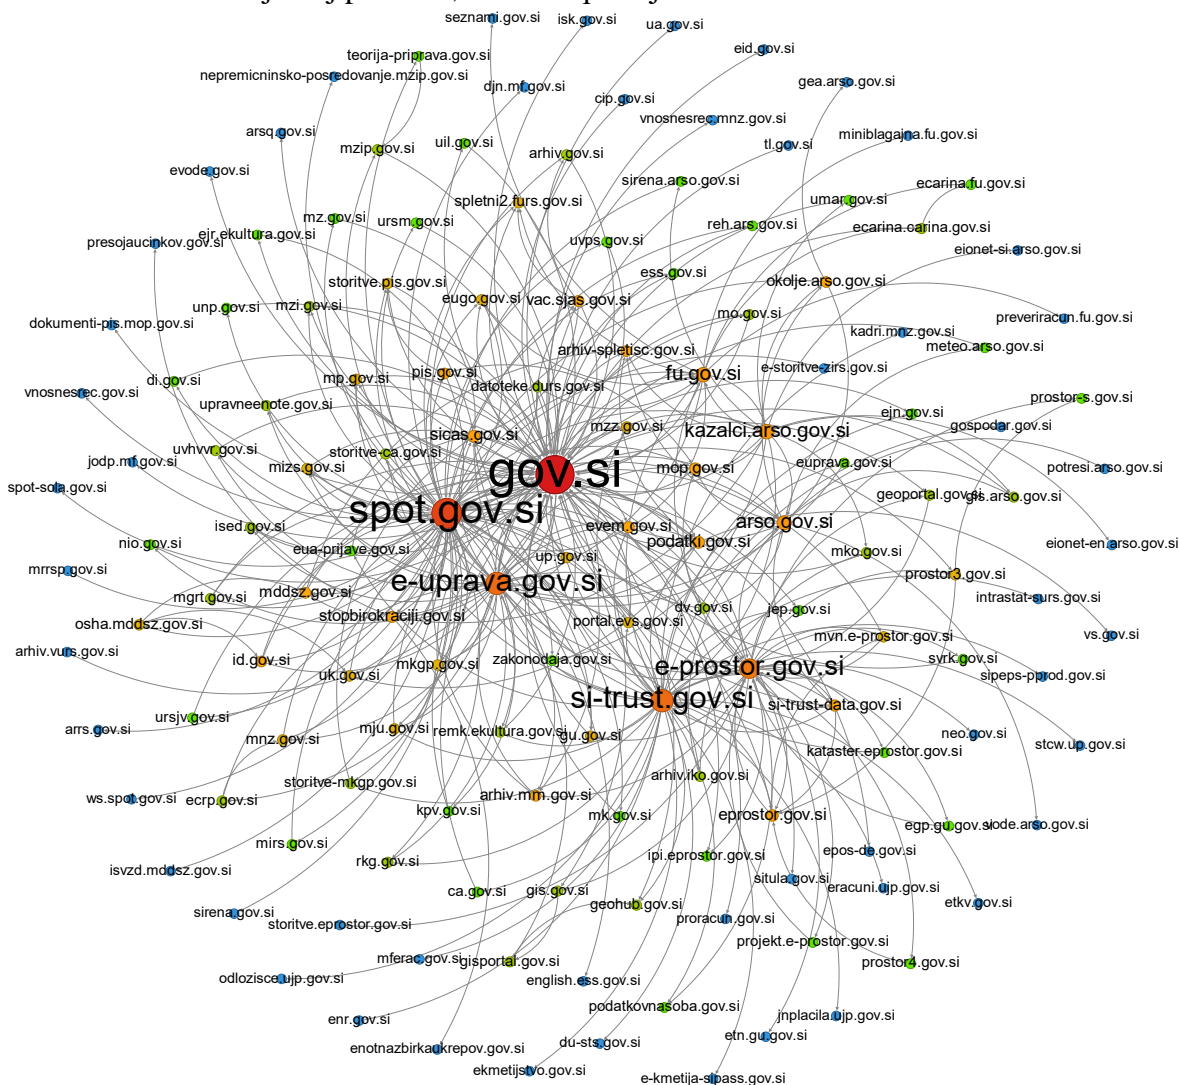 seznami.gov.si
isk.gov.si
ua.gov.si
eid.gov.si
teorija-priprava.gov.si
nepremicninsko-posredovanje.mzip.gov.si
djn.mf.gov.si
gea.arso.gov.si
cip.gov.si
vnosnesrec.mnz.gov.si
arsq.gov.si
mzip.gov.si
uil.gov.si
arhiv.gov.si
tl.gov.si
miniblagajna.fu.gov.si
evode.gov.si
sirena.arso.gov.si
ecarina.fu.gov.si
spletni2.furs.gov.si
umar.gov.si
mz.gov.si
ursm.gov.si
reh.ars.gov.si
ecarina.carina.gov.si
ejr.ekultura.gov.si
presojaucinkov.gov.si
uvps.gov.si
eionet-si.arso.gov.si
storitve.pis.gov.si
ess.gov.si
okolje.arso.gov.si
unp.gov.si
mzi.gov.si
eugo.gov.si
vac.sjas.gov.si
mo.gov.si
preveriracun.fu.gov.si
dokumenti-pis.mop.gov.si
kadri.mnz.gov.si
meteo.arso.gov.si
arhiv-spletisc.gov.si
e-storitve-zirs.gov.si
di.gov.si
mp.gov.si
pis.gov.si
datoteke.durs.gov.si
fu.gov.si
vnosnesrec.gov.si
upravneenote.gov.si
prostor-s.gov.si
ejn.gov.si
gospodar.gov.si
mzz.gov.si
kazalci.arso.gov.si
sicas.gov.si
uvhvvr.gov.si
storitve-ca.gov.si
jodp.mf.gov.si
mizs.gov.si
gov.si
mop.gov.si
euprava.gov.si
potresi.arso.gov.si
spot-sola.gov.si
geoportal.gov.si
gis.arso.gov.si
spot.gov.si
ised.gov.si
evem.gov.si
arso.gov.si
nio.gov.si
eua-prijave.gov.si
podatki.gov.si
eionet-en.arso.gov.si
up.gov.si
mko.gov.si
mrrsp.gov.si
e-uprava.gov.si
prostor3.gov.si
mgrt.gov.si
mddsz.gov.si
intrastat-surs.gov.si
stopbirokraciji.gov.si
dv.gov.si
jep.gov.si
osha.mddsz.gov.si
portal.evs.gov.si
mvn.e-prostor.gov.si
vs.gov.si
arhiv.vurs.gov.si
id.gov.si
mkgp.gov.si
zakonodaja.gov.si
e-prostor.gov.si
svrk.gov.si
uk.gov.si
sipeps-pprod.gov.si
si-trust.gov.si
si-trust-data.gov.si
ursjv.gov.si
arrs.gov.si
mju.gov.si
remk.ekultura.gov.si
gu.gov.si
neo.gov.si
mnz.gov.si
stcw.up.gov.si
kataster.eprostor.gov.si
arhiv.iko.gov.si
storitve-mkgp.gov.si
arhiv.mm.gov.si
ws.spot.gov.si
ecrp.gov.si
kpv.gov.si
mk.gov.si
eprostor.gov.si
egp.gu.gov.si
vode.arso.gov.si
mirs.gov.si
epos-de.gov.si
rkg.gov.si
ipi.eprostor.gov.si
isvzd.mddsz.gov.si
situla.gov.si
eracuni.ujp.gov.si
ca.gov.si
gis.gov.si
geohub.gov.si
etkv.gov.si
sirena.gov.si
storitve.eprostor.gov.si
proracun.gov.si
projekt.e-prostor.gov.si
mferac.gov.si
gisportal.gov.si
prostor4.gov.si
odlozisce.ujp.gov.si
english.ess.gov.si
podatkovnasoba.gov.si
enr.gov.si
jnplacila.ujp.gov.si
etn.gu.gov.si
enotnazbirkaukrepov.gov.si
du-sts.gov.si
ekmetijstvo.gov.si
e-kmetija-sipass.gov.si